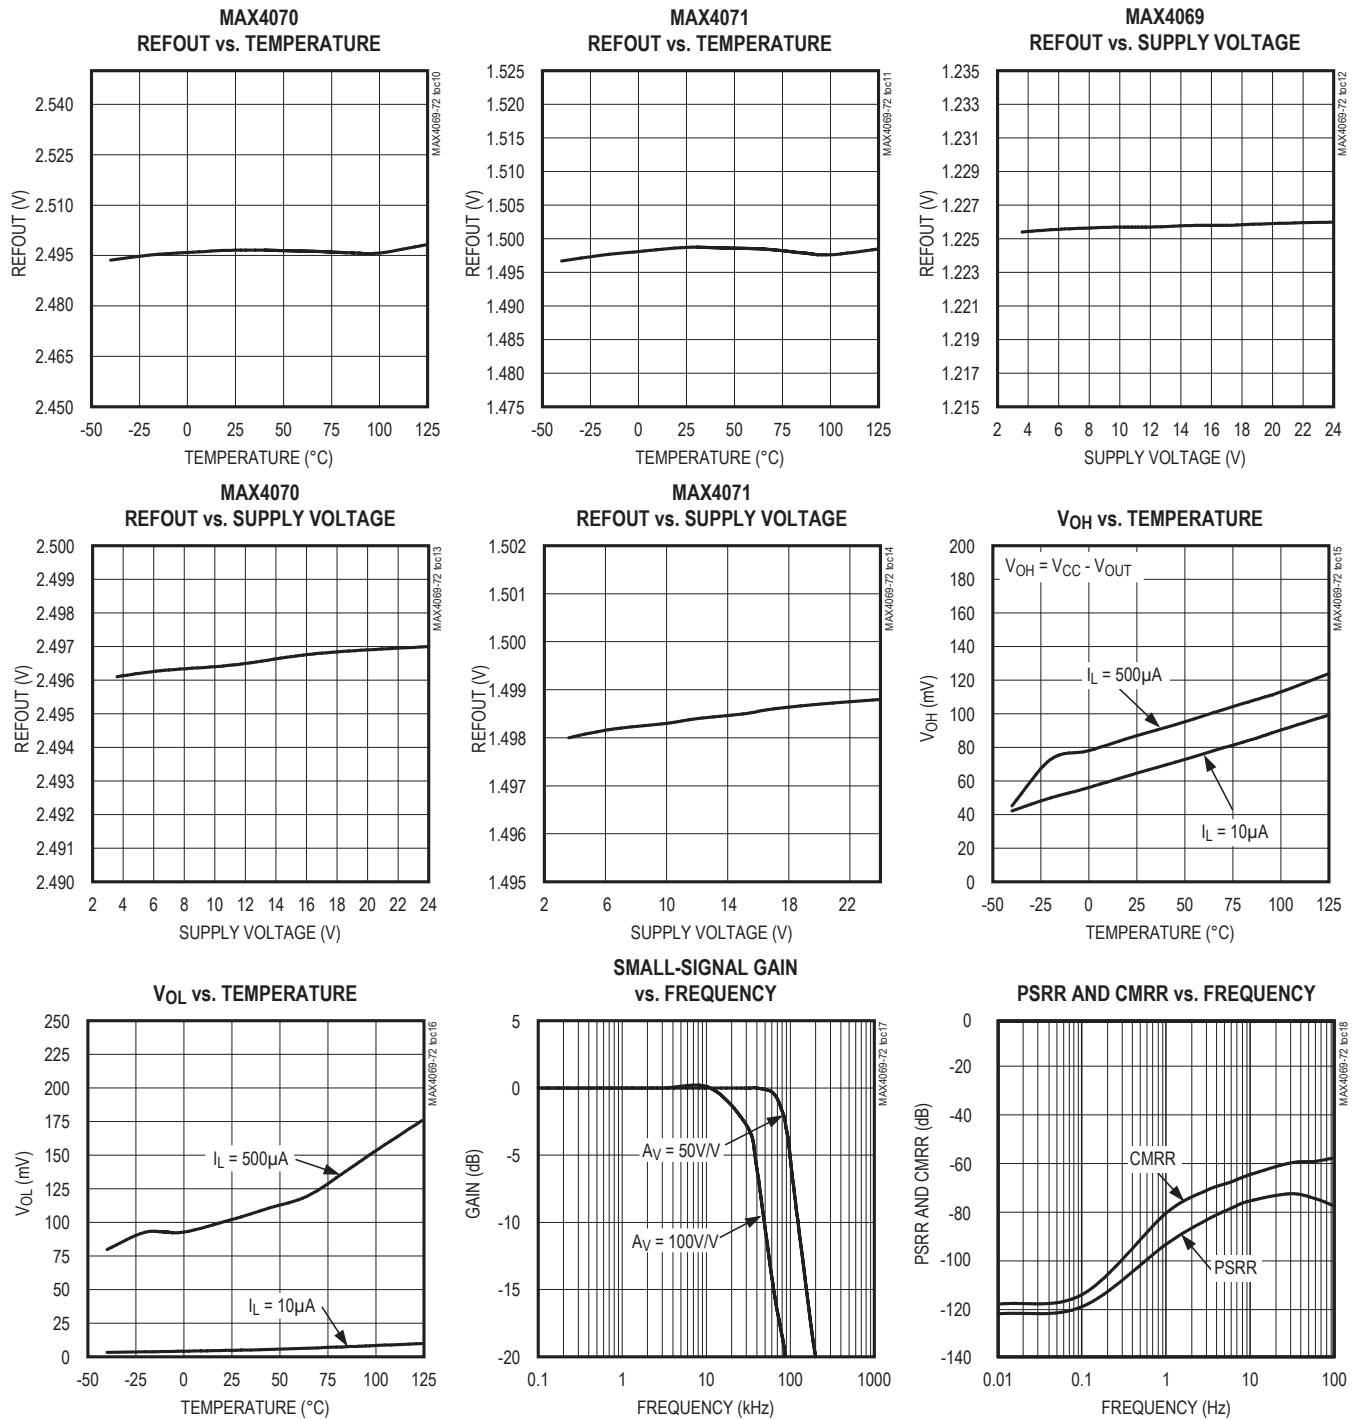 MAX4070
REFOUT vs. TEMPERATURE
2.540
2.525
2.510
2.495
2.480
2.465
2.450
REFOUT (V)
-50 -25 0 25 50 75 100 125
TEMPERATURE (°C)
MAX4069-72 toc10
MAX4071
REFOUT vs. TEMPERATURE
1.525
1.520
1.515
1.510
1.505
1.500
1.495
1.490
1.485
1.480
1.475
REFOUT (V)
-50 -25 0 25 50 75 100 125
TEMPERATURE (°C)
MAX4069-72 toc11
MAX4069
REFOUT vs. SUPPLY VOLTAGE
1.235
1.233
1.231
1.229
1.227
1.225
1.223
1.221
1.219
1.217
1.215
REFOUT (V)
2 4 6 8 10 12 14 16 18 20 22 24
SUPPLY VOLTAGE (V)
MAX4069-72 toc12
MAX4070
REFOUT vs. SUPPLY VOLTAGE
2.500
2.499
2.498
2.497
2.496
2.495
2.494
2.493
2.492
2.491
2.490
REFOUT (V)
2 4 6 8 10 12 14 16 18 20 22 24
SUPPLY VOLTAGE (V)
MAX4069-72 toc13
MAX4071
REFOUT vs. SUPPLY VOLTAGE
1.502
1.501
1.500
1.499
1.498
1.497
1.496
1.495
REFOUT (V)
2 6 10 14 18 22
SUPPLY VOLTAGE (V)
MAX4069-72 toc14
VOH vs. TEMPERATURE
200
180
160
140
120
100
80
60
40
20
0
VOH (mV)
VOH = VCC - VOUT
IL = 500µA
IL = 10µA
-50 -25 0 25 50 75 100 125
TEMPERATURE (°C)
MAX4069-72 toc15
VOL vs. TEMPERATURE
250
225
200
175
150
125
100
75
50
25
0
VOL (mV)
IL = 500µA
IL = 10µA
-50 -25 0 25 50 75 100 125
TEMPERATURE (°C)
MAX4069-72 toc16
SMALL-SIGNAL GAIN
vs. FREQUENCY
5
0
-5
-10
-15
-20
GAIN (dB)
AV = 50V/V
AV = 100V/V
0.1 1 10 100 1000
FREQUENCY (kHz)
MAX4069-72 toc17
PSRR AND CMRR vs. FREQUENCY
0
-20
-40
-60
-80
-100
-120
-140
PSRR AND CMRR (dB)
CMRR
PSRR
0.01 0.1 1 10 100
FREQUENCY (Hz)
MAX4069-72 toc18